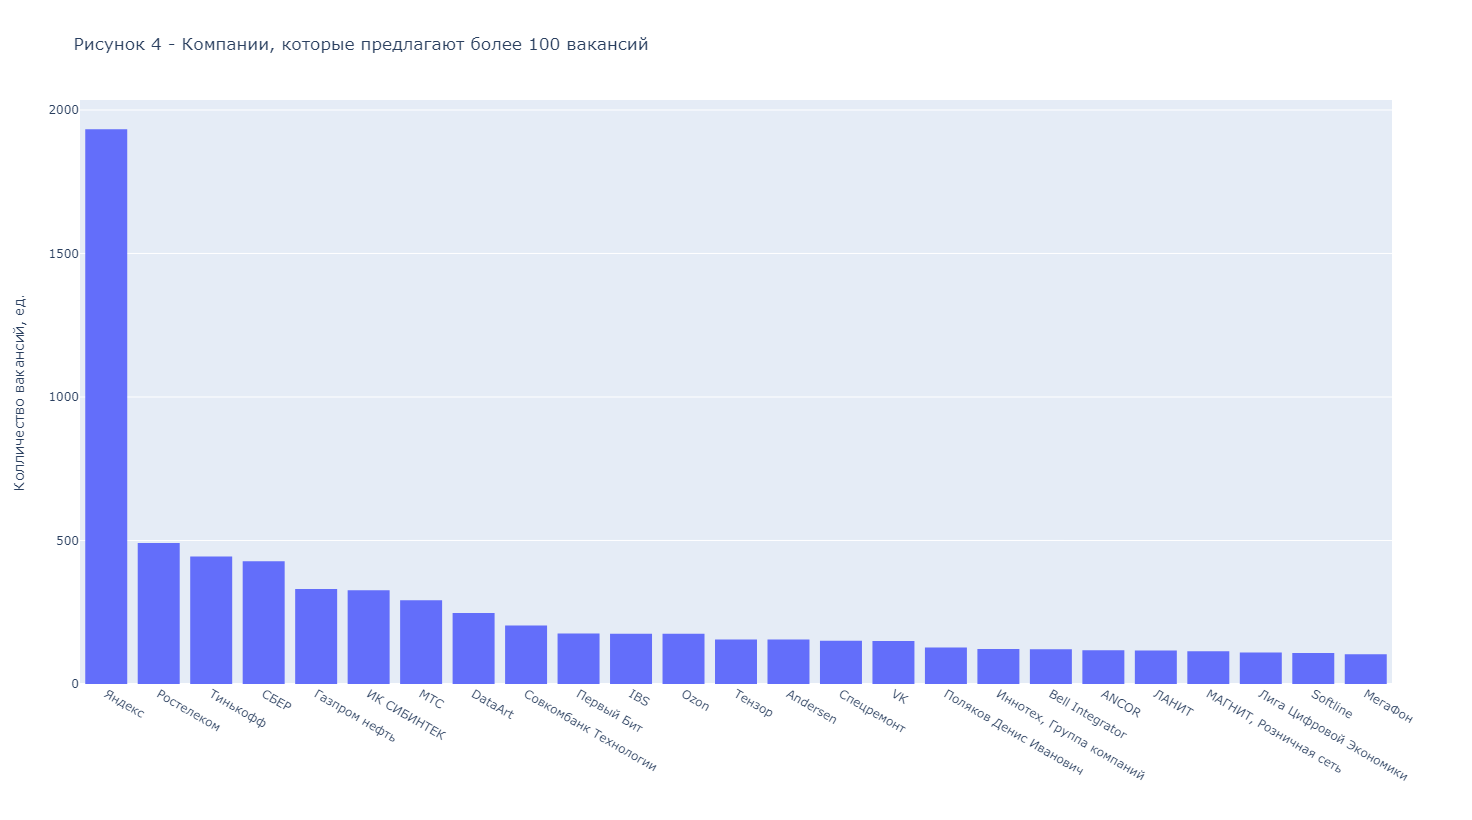 Рисунок 4 - Компании, которые предлагают более 100 вакансий
Колличество вакансий, ед.
2000
1500
1000
500
0
Яндекс
Ростелеком
Тинькофф
СБЕР
Газпром нефть
ИК СИБИНТЕК
МТС
DataArt
Совкомбанк Технологии
Первый Бит
IBS
Ozon
Тензор
Andersen
Спецремонт
VK
Поляков Денис Иванович
Иннотех, Группа компаний
Bell Integrator
ANCOR
ЛАНИТ
МАГНИТ, Розничная сеть
Лига Цифровой Экономики
Softline
МегаФон